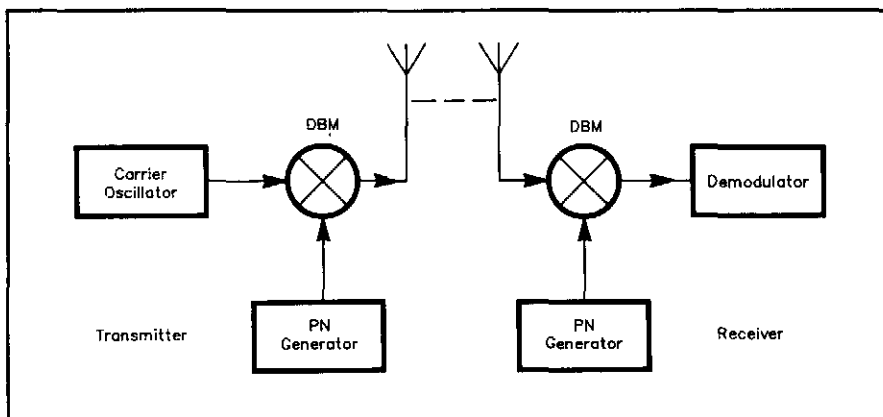 DBM
DBM
Carrier
Oscillator
Demodulator
Transmitter
PN
Generator
PN
Generator
Receiver